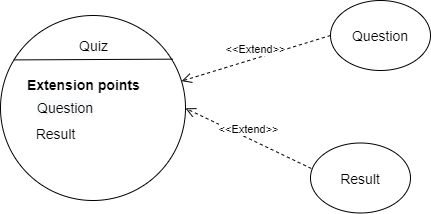 Quiz
Extension points
Question
Result
<<Extend>>
Question
<<Extend>>
Result